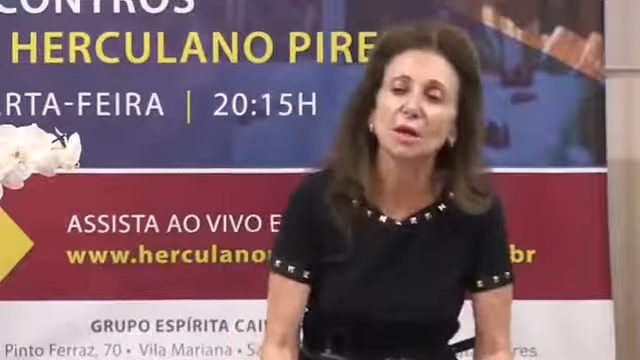 CONTROS
HERCULANO PIRE
ARTA-FEIRA | 20:15H
ASSISTA AO VIVO E
www.herculano br
GRUPO ESPÍRITA CAI
Pinto Ferraz, 70 • Vila Mariana